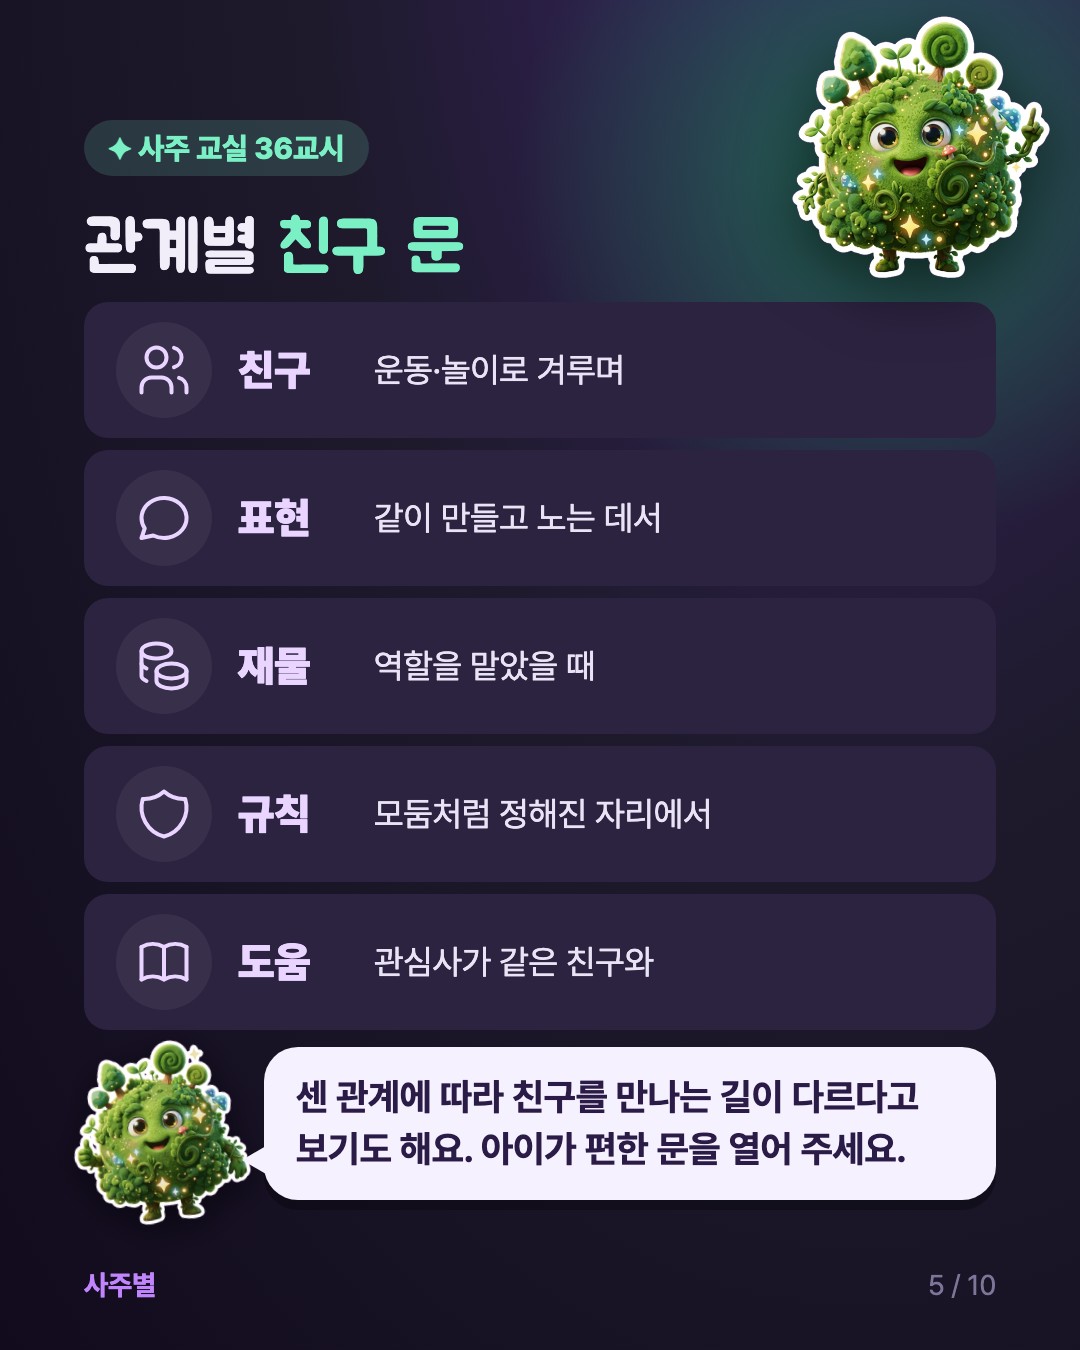 ✦ 사주 교실 36교시
관계별 친구 문
친구 운동·놀이로 겨루며
표현 같이 만들고 노는 데서
재물 역할을 맡았을 때
규칙 모둠처럼 정해진 자리에서
도움 관심사가 같은 친구와
센 관계에 따라 친구를 만나는 길이 다르다고
보기도 해요. 아이가 편한 문을 열어 주세요.
사주별
5 / 10